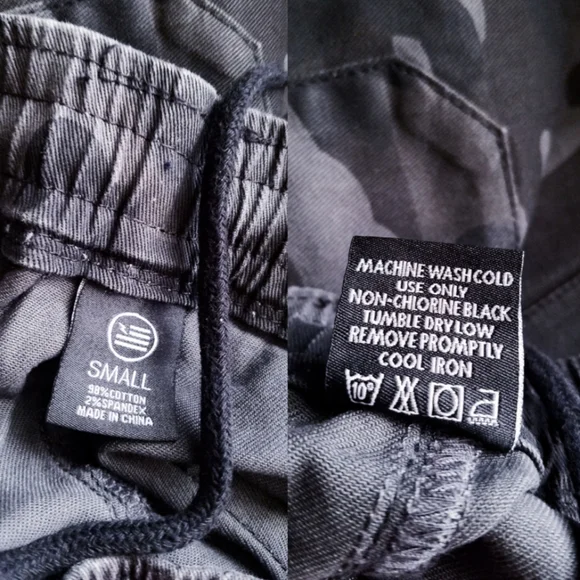 SMALL
98%COTTON
2%SPANDEX
MADE IN CHINA
MACHINE WASH COLD
USE ONLY
NON-CHLORINE BLACK
TUMBLE DRY LOW
REMOVE PROMPTLY
COOL IRON
10°